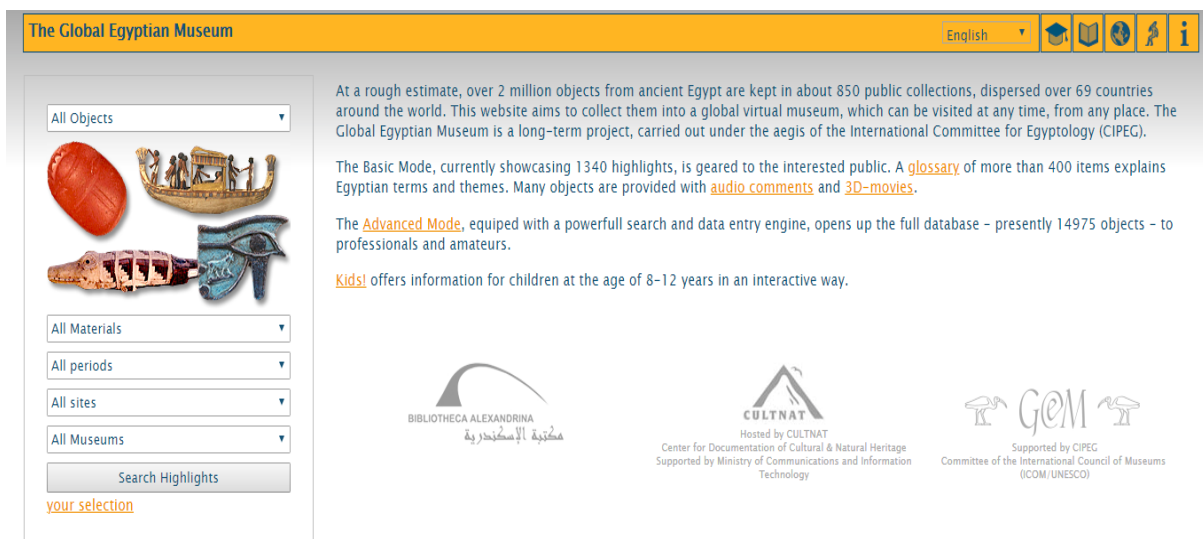 The Global Egyptian Museum
English
All Objects
All Materials
All periods
All sites
All Museums
Search Highlights
your selection
At a rough estimate, over 2 million objects from ancient Egypt are kept in about 850 public collections, dispersed over 69 countries
around the world. This website aims to collect them into a global virtual museum, which can be visited at any time, from any place. The
Global Egyptian Museum is a long-term project, carried out under the aegis of the International Committee for Egyptology (CIPEG).
The Basic Mode, currently showcasing 1340 highlights, is geared to the interested public. A glossary of more than 400 items explains
Egyptian terms and themes. Many objects are provided with audio comments and 3D-movies.
The Advanced Mode, equiped with a powerfull search and data entry engine, opens up the full database - presently 14975 objects - to
professionals and amateurs.
Kids! offers information for children at the age of 8-12 years in an interactive way.
BIBLIOTHECA ALEXANDRINA
مكتبة الإسكندرية
CULTNAT
Hosted by CULTNAT
Center for Documentation of Cultural & Natural Heritage
Supported by Ministry of Communications and Information
Technology
G@M
Supported by CIPEG
Committee of the International Council of Museums
(ICOM/UNESCO)